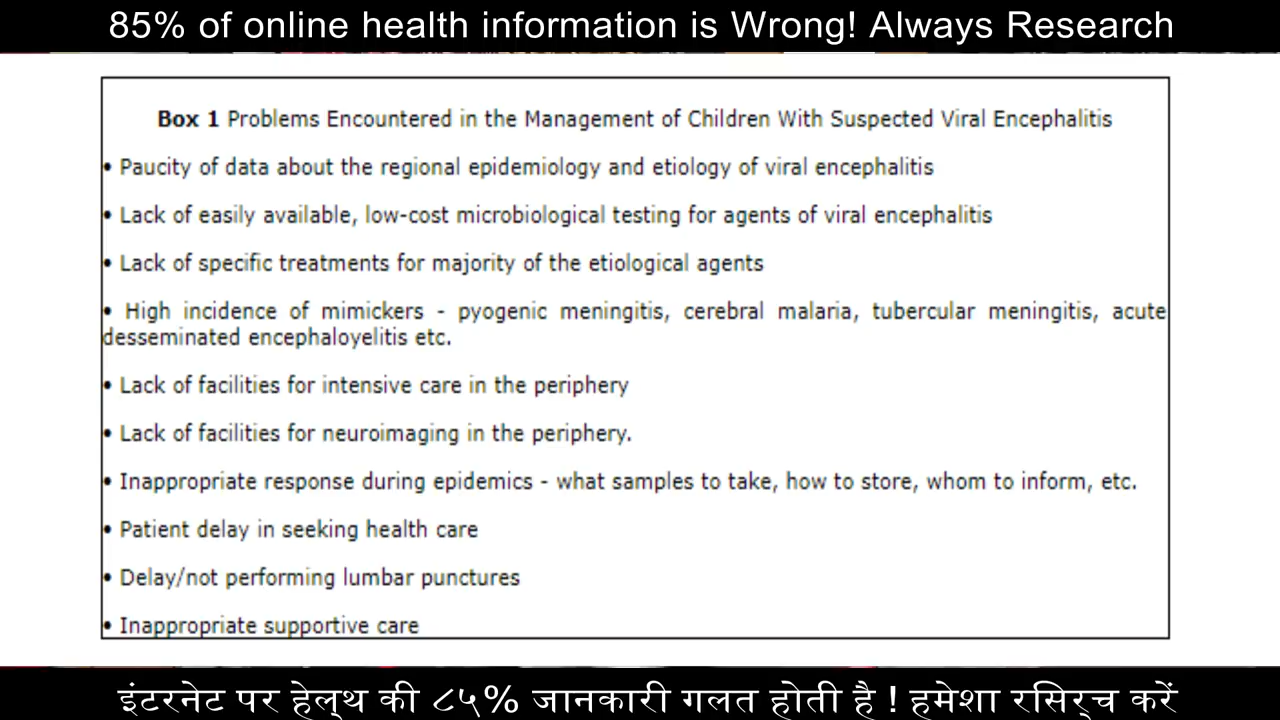 85% of online health information is Wrong! Always Research
Box 1 Problems Encountered in the Management of Children With Suspected Viral Encephalitis
• Paucity of data about the regional epidemiology and etiology of viral encephalitis
• Lack of easily available, low-cost microbiological testing for agents of viral encephalitis
• Lack of specific treatments for majority of the etiological agents
• High incidence of mimickers - pyogenic meningitis, cerebral malaria, tubercular meningitis, acute
desseminated encephaloyelitis etc.
• Lack of facilities for intensive care in the periphery
• Lack of facilities for neuroimaging in the periphery.
• Inappropriate response during epidemics - what samples to take, how to store, whom to inform, etc.
• Patient delay in seeking health care
• Delay/not performing lumbar punctures
• Inappropriate supportive care
इंटरनेट पर हेल्थ की ८५% जानकारी गलत होती है ! हमेशा रिसर्च करें